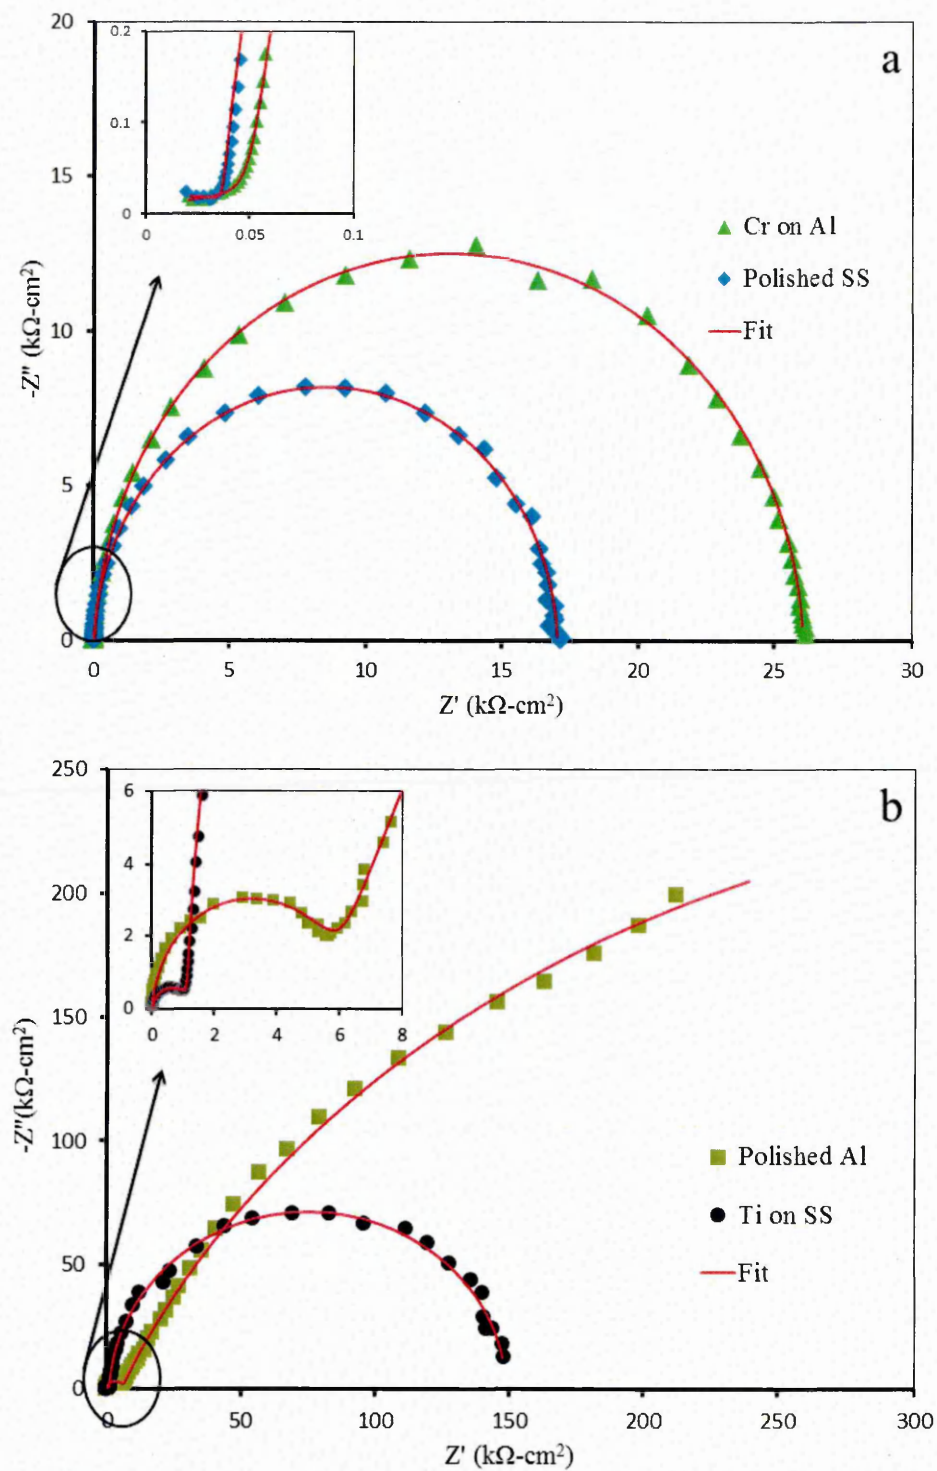 20
15
10
5
0
0 5 10 15 20 25 30
-Z'' (kΩ-cm²)
Z' (kΩ-cm²)
a
0.2
0.1
0
0 0.05 0.1
Cr on Al
Polished SS
Fit
250
200
150
100
50
0
0 50 100 150 200 250 300
-Z''(kΩ-cm²)
Z' (kΩ-cm²)
b
6
4
2
0
0 2 4 6 8
Polished Al
Ti on SS
Fit